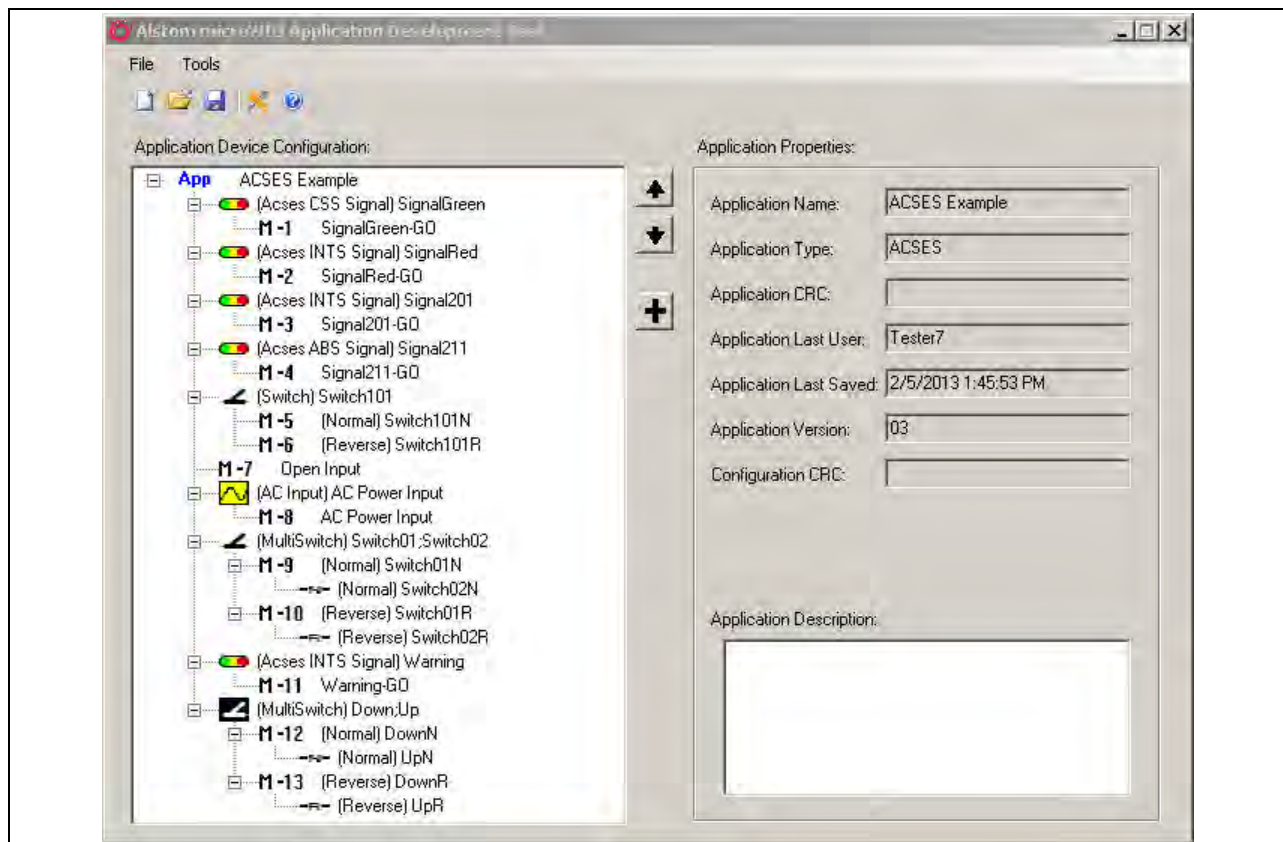 Alstom microWIU Application Development Tool
File Tools
Application Device Configuration:
App ACSES Example
(Acses CSS Signal) SignalGreen
M -1 SignalGreen-GO
(Acses INTS Signal) SignalRed
M -2 SignalRed-GO
(Acses INTS Signal) Signal201
M -3 Signal201-GO
(Acses ABS Signal) Signal211
M -4 Signal211-GO
(Switch) Switch101
M -5 (Normal) Switch101N
M -6 (Reverse) Switch101R
M -7 Open Input
(AC Input) AC Power Input
M -8 AC Power Input
(MultiSwitch) Switch01;Switch02
M -9 (Normal) Switch01N
(Normal) Switch02N
M -10 (Reverse) Switch01R
(Reverse) Switch02R
(Acses INTS Signal) Warning
M -11 Warning-GO
(MultiSwitch) Down;Up
M -12 (Normal) DownN
(Normal) UpN
M -13 (Reverse) DownR
(Reverse) UpR
Application Properties:
Application Name: ACSES Example
Application Type: ACSES
Application CRC:
Application Last User: Tester7
Application Last Saved: 2/5/2013 1:45:53 PM
Application Version: 03
Configuration CRC:
Application Description: